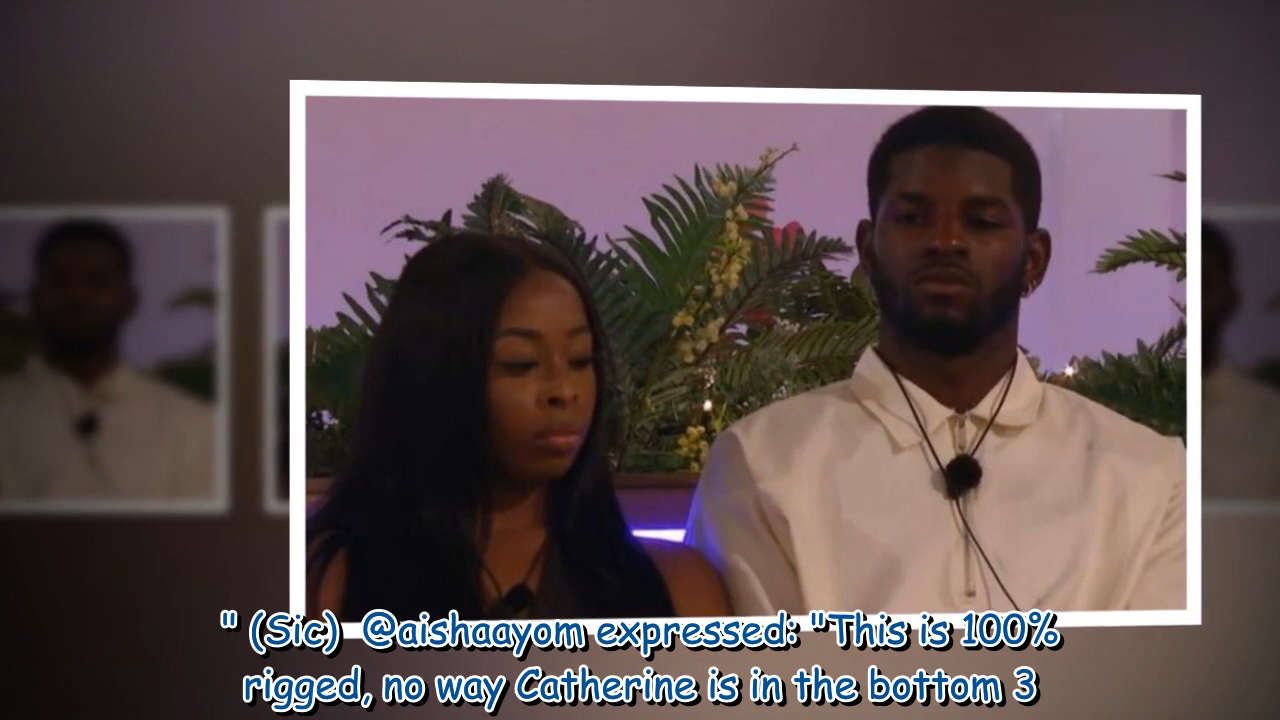 " (Sic) @aishaayom expressed: "This is 100%
rigged, no way Catherine is in the bottom 3